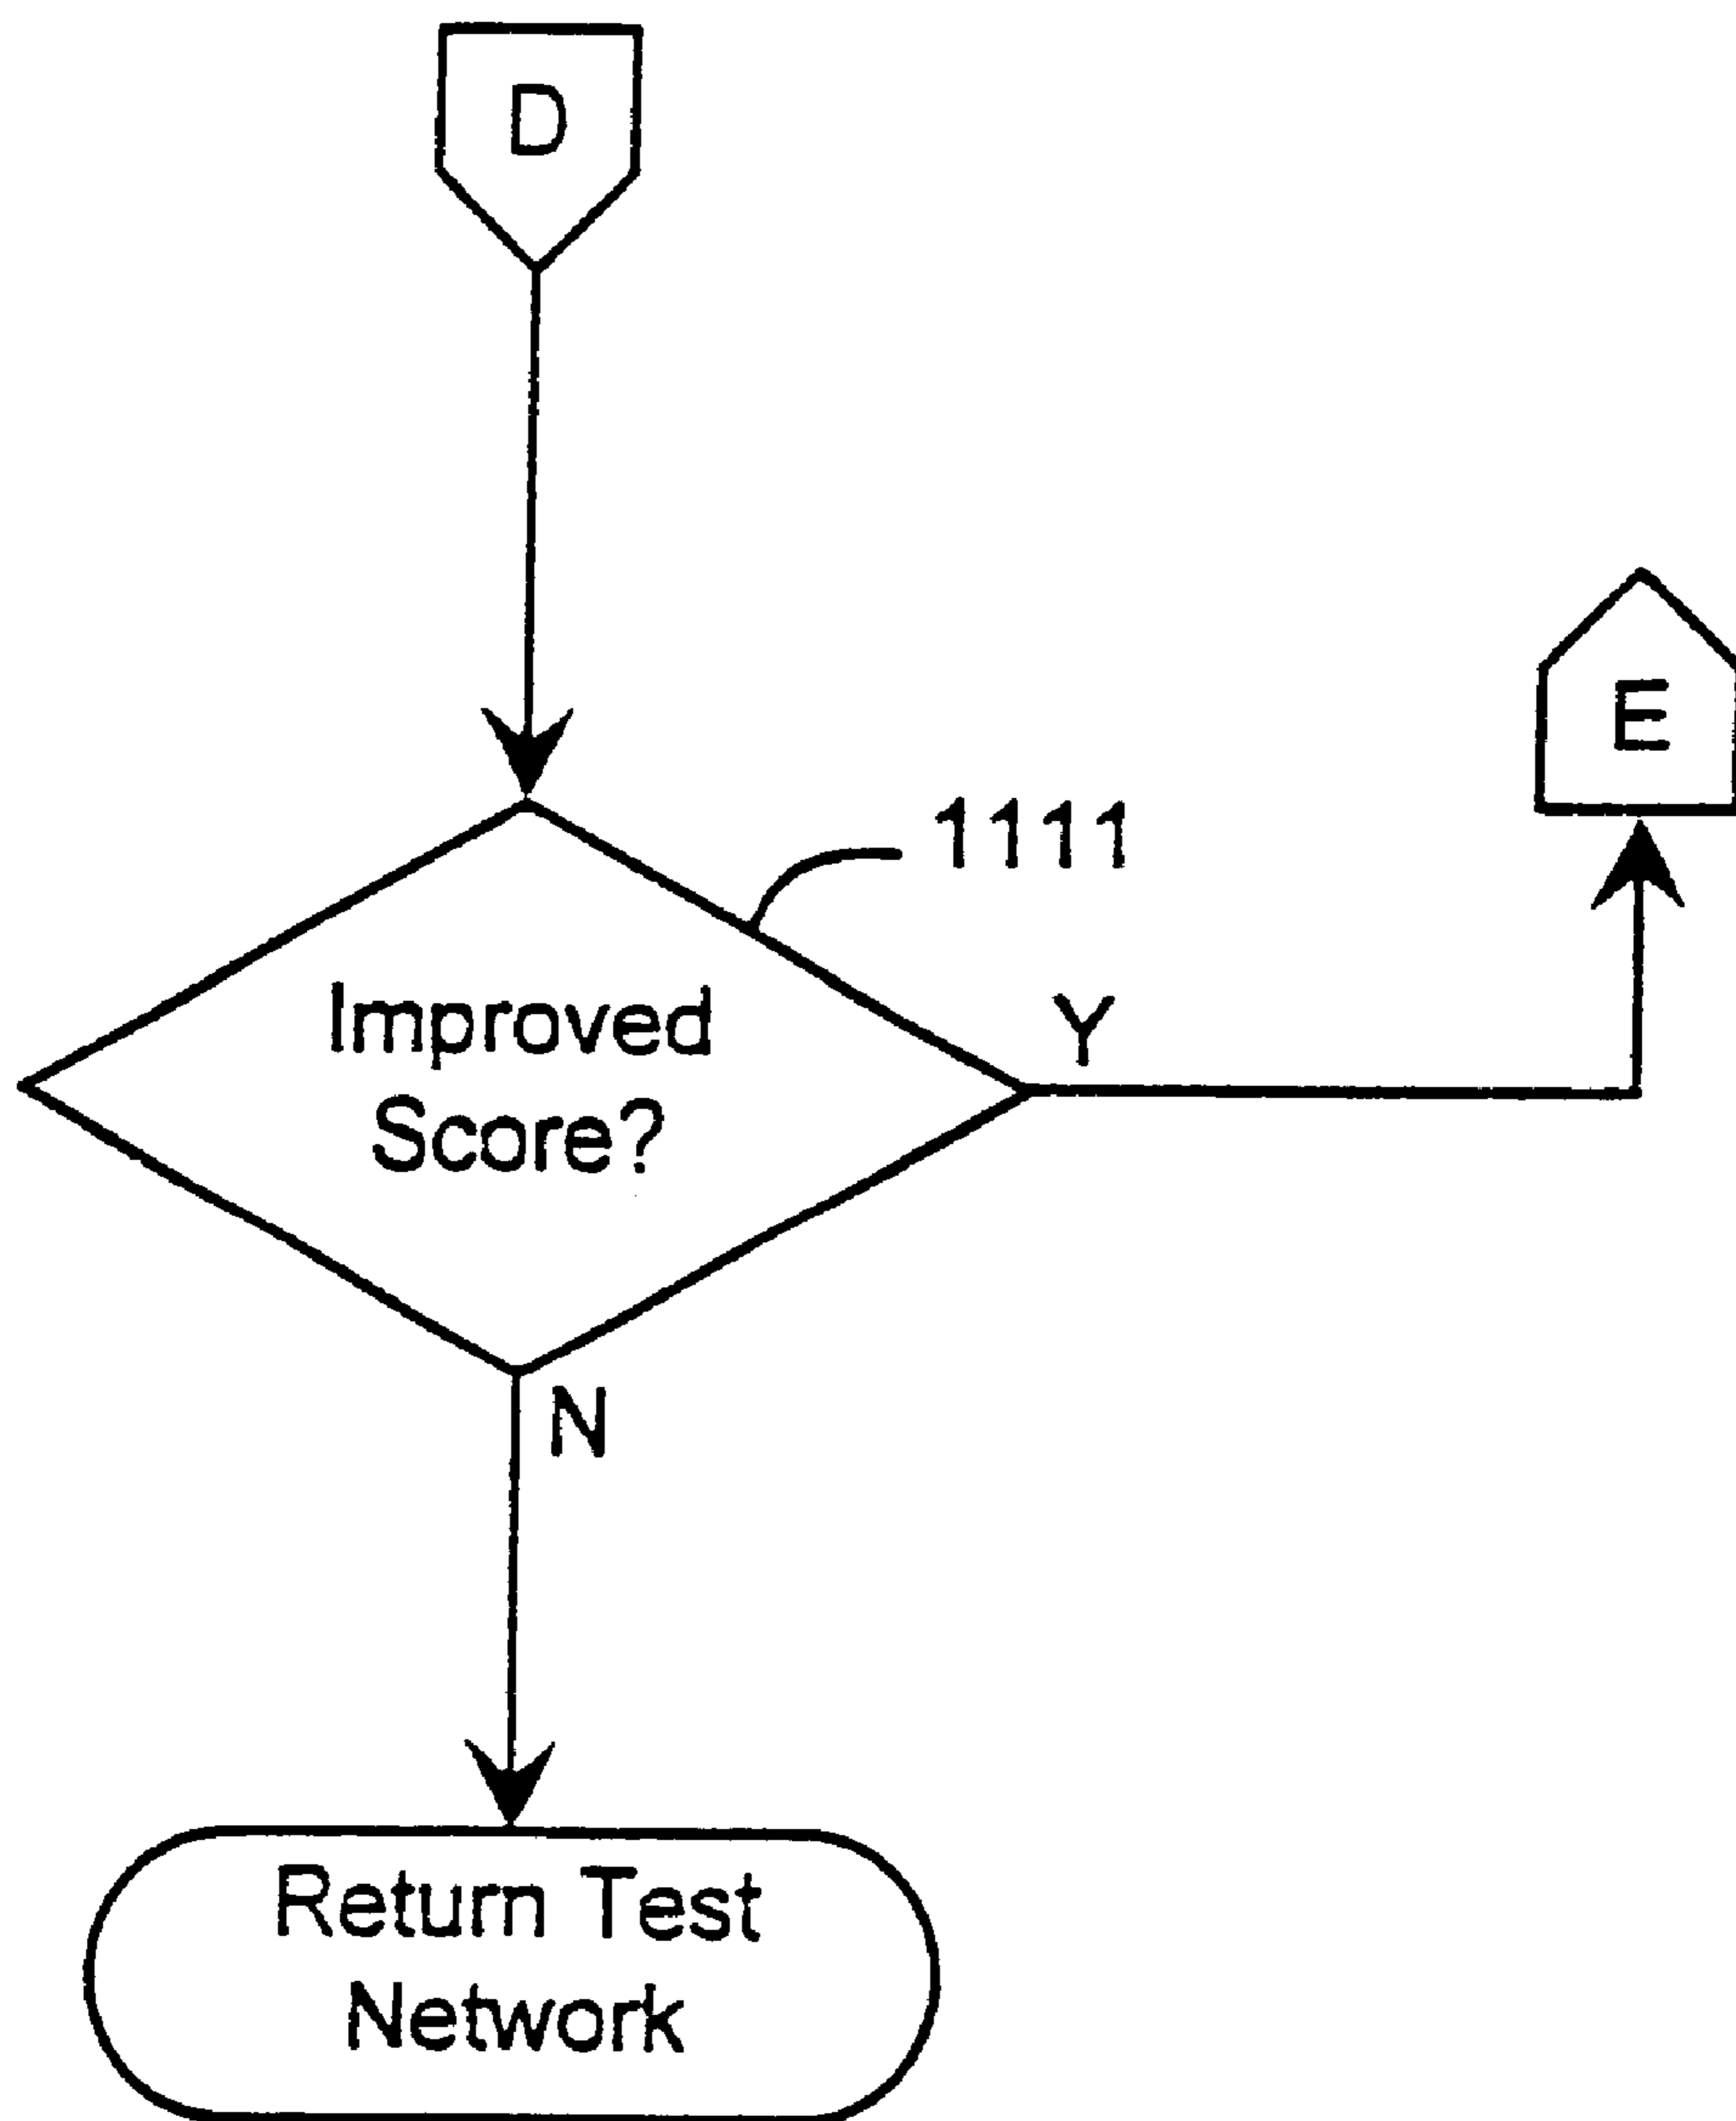 D
E
1111
Improved
Score?
Y
N
Return Test
Network